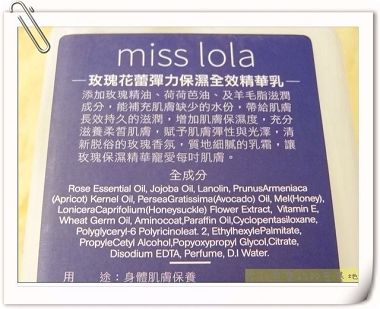 miss lola
玫瑰花蕾彈力保濕全效精華乳
添加玫瑰精油、荷荷芭油、及羊毛脂滋潤
成分，能補充肌膚缺少的水份，帶給肌膚
長效持久的滋潤，增加肌膚保濕度，充分
滋養柔皙肌膚，賦予肌膚彈性與光澤，清
新脱俗的玫瑰香氛，質地細膩的乳霜，讓
玫瑰保濕精華寵愛每吋肌膚。
全成分
Rose Essential Oil, Jojoba Oil, Lanolin, PrunusArmeniaca
(Apricot) Kernel Oil, PerseaGratissima(Avocado) Oil, Mel(Honey),
LoniceraCaprifolium(Honeysuckle) Flower Extract, Vitamin E,
Wheat Germ Oil, Aminocoat,Paraffin Oil,Cyclopentasiloxane,
Polyglyceryl-6 Polyricinoleat. 2, EthylhexylePalmitate,
PropyleCetyl Alcohol,Popyoxypropyl Glycol,Citrate,
Disodium EDTA, Perfume, D.I Water.
用 途：身體肌膚保養